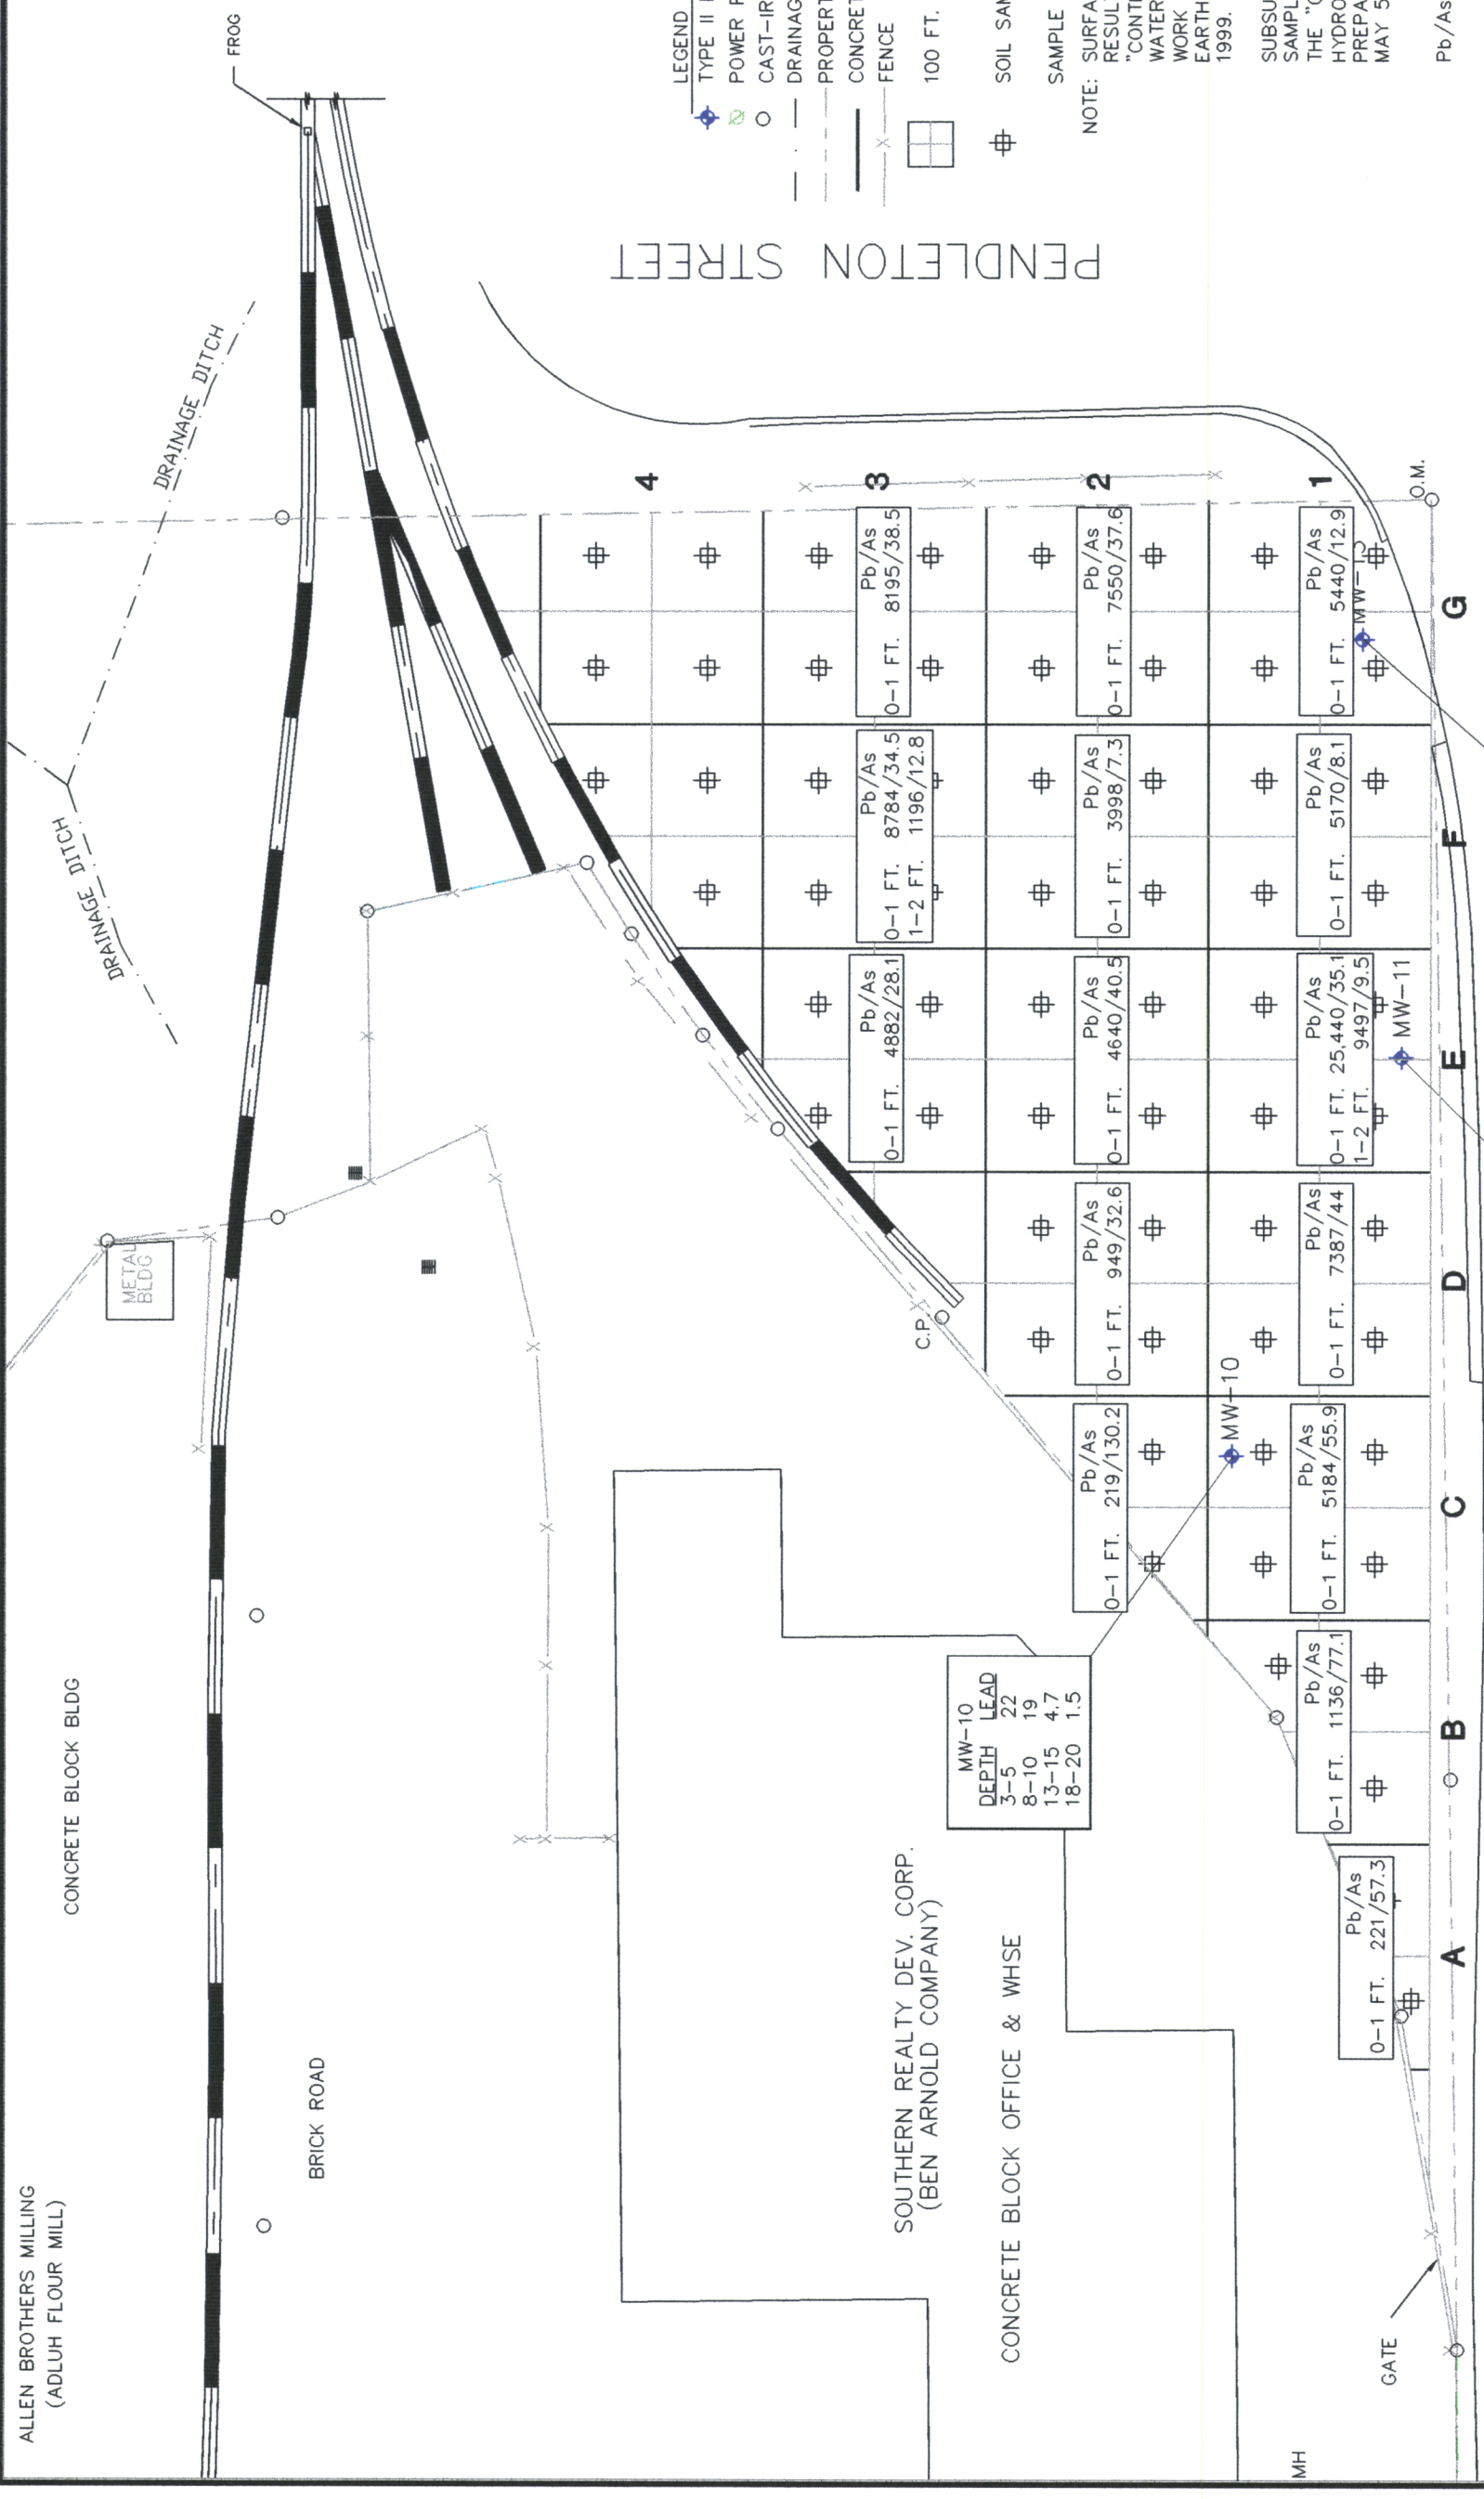 ALLEN BROTHERS MILLING
(ADLUH FLOUR MILL)
CONCRETE BLOCK BLDG
METAL
BLDG
DRAINAGE DITCH
DRAINAGE DITCH
FROG
BRICK ROAD
SOUTHERN REALTY DEV. CORP.
(BEN ARNOLD COMPANY)
CONCRETE BLOCK OFFICE & WHSE
C.P.
PENDLETON STREET
4
3
2
1
Pb/As
0-1 FT. 4882/28.1
Pb/As
0-1 FT. 8784/34.5
1-2 FT. 1196/12.8
Pb/As
0-1 FT. 8195/38.5
Pb/As
0-1 FT. 219/130.2
Pb/As
0-1 FT. 949/32.6
Pb/As
0-1 FT. 4640/40.5
Pb/As
0-1 FT. 3998/7.3
Pb/As
0-1 FT. 7550/37.6
MW-10
DEPTH LEAD
3-5 22
8-10 19
13-15 4.7
18-20 1.5
MW-10
Pb/As
0-1 FT. 221/57.3
Pb/As
0-1 FT. 1136/77.1
Pb/As
0-1 FT. 5184/55.9
Pb/As
0-1 FT. 7387/44
Pb/As
0-1 FT. 25,440/35.1
1-2 FT. 9497/9.5
Pb/As
0-1 FT. 5170/8.1
Pb/As
0-1 FT. 5440/12.9
MW-11
O.M.
MH
GATE
A
B
C
D
E
F
G
LEGEND
TYPE II
POWER
CAST-IR
DRAINAG
PROPERT
CONCRET
FENCE
100 FT.
SOIL SAM
SAMPLE
NOTE: SURFA
RESUL
"CONT
WATER
WORK
EARTH
1999.
SUBSU
SAMPL
THE "C
HYDRO
PREPA
MAY 5
Pb/As